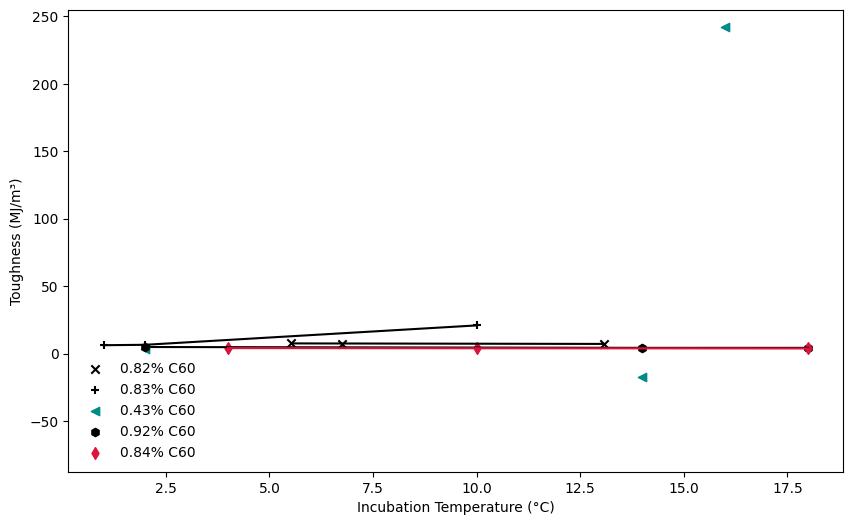 250
200
150
100
50
0
−50
Toughness (MJ/m³)
0.82% C60
0.83% C60
0.43% C60
0.92% C60
0.84% C60
2.5 5.0 7.5 10.0 12.5 15.0 17.5
Incubation Temperature (°C)